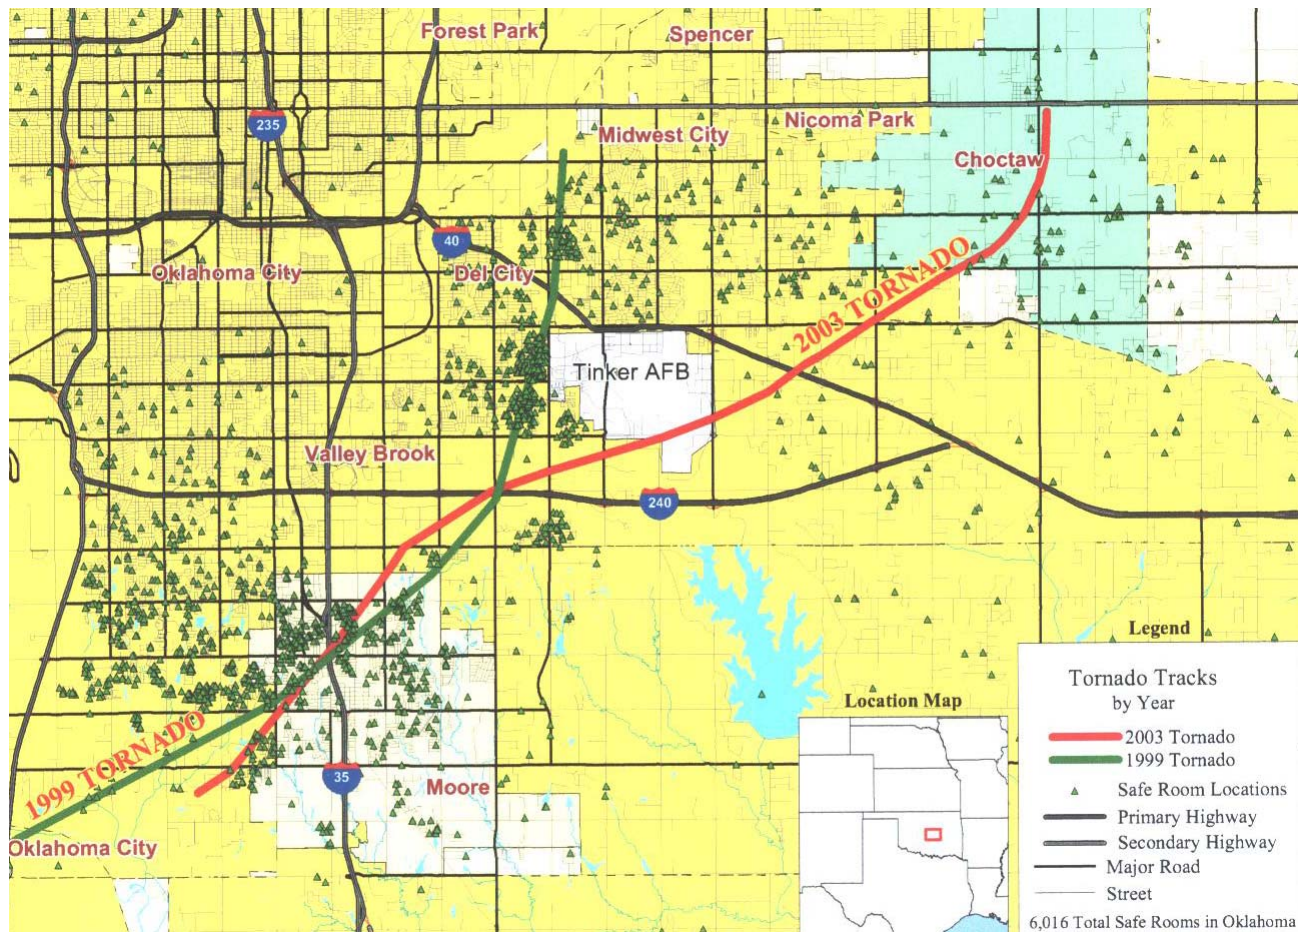 Forest Park
Spencer
235
Midwest City
Nicoma Park
Choctaw
40
Oklahoma City
Del City
2003 TORNADO
Tinker AFB
Valley Brook
240
1999 TORNADO
35
Moore
Oklahoma City
Location Map
Legend
Tornado Tracks
by Year
2003 Tornado
1999 Tornado
Safe Room Locations
Primary Highway
Secondary Highway
Major Road
Street
6,016 Total Safe Rooms in Oklahoma